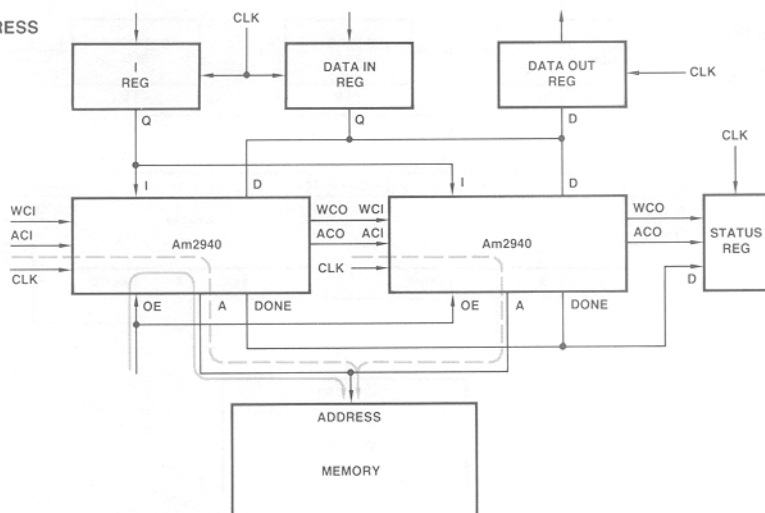 RESS
CLK
I
REG
DATA IN
REG
DATA OUT
REG
CLK
Q
Q
D
CLK
I
D
I
D
WCI
ACI
CLK
Am2940
WCO
WCI
ACO
ACI
CLK
Am2940
WCO
ACO
STATUS
REG
D
OE
A
DONE
OE
A
DONE
ADDRESS
MEMORY